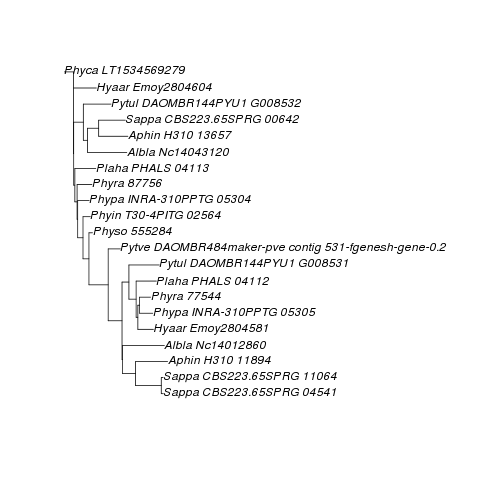 Phyca LT1534569279
Hyaar Emoy2804604
Pytul DAOMBR144PYU1 G008532
Sappa CBS223.65SPRG 00642
Aphin H310 13657
Albla Nc14043120
Plaha PHALS 04113
Phyra 87756
Phypa INRA-310PPTG 05304
Phyin T30-4PITG 02564
Physo 555284
Pytve DAOMBR484maker-pve contig 531-fgenesh-gene-0.2
Pytul DAOMBR144PYU1 G008531
Plaha PHALS 04112
Phyra 77544
Phypa INRA-310PPTG 05305
Hyaar Emoy2804581
Albla Nc14012860
Aphin H310 11894
Sappa CBS223.65SPRG 11064
Sappa CBS223.65SPRG 04541